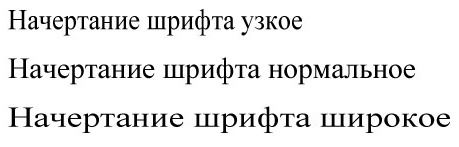 Начертание шрифта узкое
Начертание шрифта нормальное
Начертание шрифта широкое